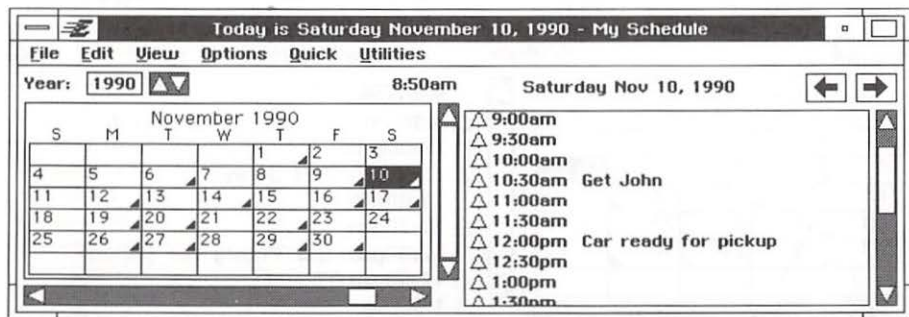 Today is Saturday November 10, 1990 - My Schedule
File Edit View Options Quick Utilities
Year: 1990 8:50am Saturday Nov 10, 1990
November 1990
S M T W T F S
1 2 3
4 5 6 7 8 9 10
11 12 13 14 15 16 17
18 19 20 21 22 23 24
25 26 27 28 29 30
9:00am
9:30am
10:00am
10:30am Get John
11:00am
11:30am
12:00pm Car ready for pickup
12:30pm
1:00pm
1:30pm